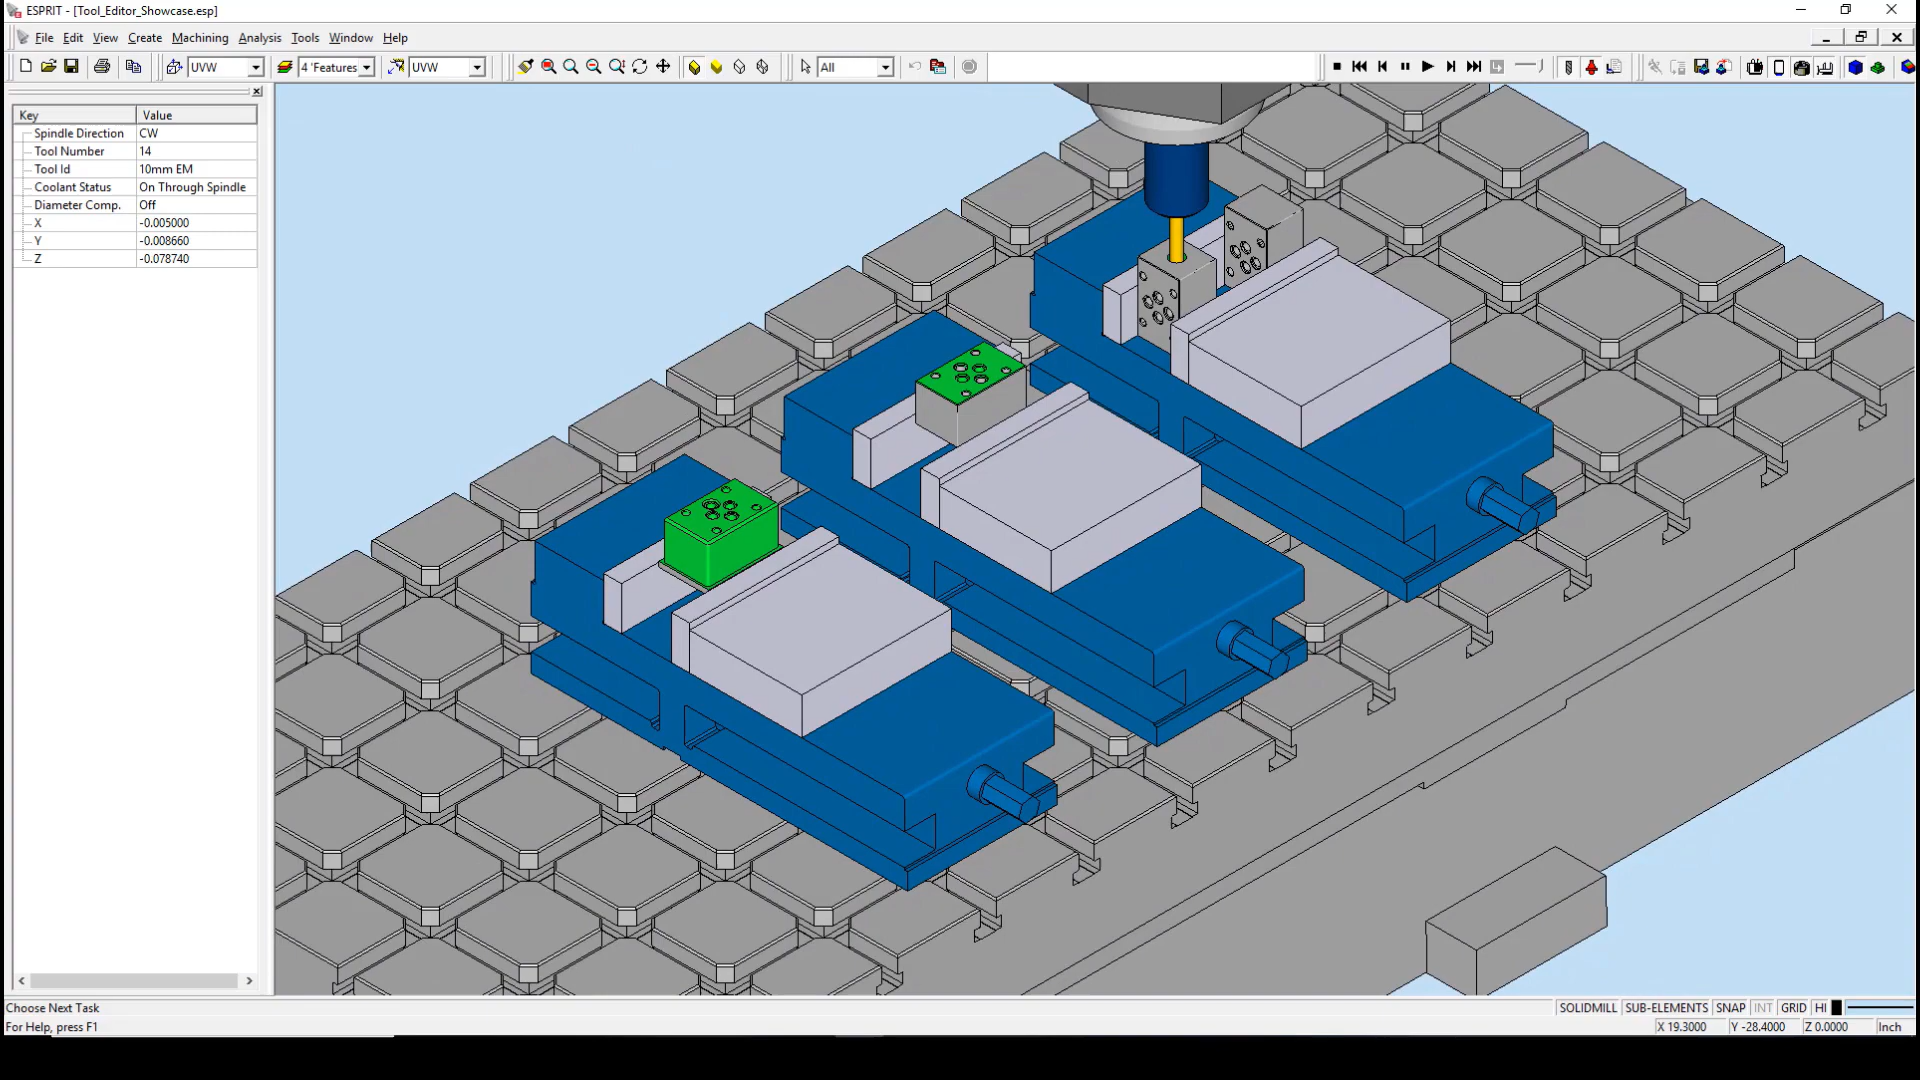 ESPRIT - [Tool_Editor_Showcase.esp]
File Edit View Create Machining Analysis Tools Window Help
UVW 4 'Features UVW All
Key Value
Spindle Direction CW
Tool Number 14
Tool Id 10mm EM
Coolant Status On Through Spindle
Diameter Comp. Off
X -0.005000
Y -0.008660
Z -0.078740
Choose Next Task SOLIDMILL SUB-ELEMENTS SNAP INT GRID HI
For Help, press F1 X 19.3000 Y -28.4000 Z 0.0000 Inch